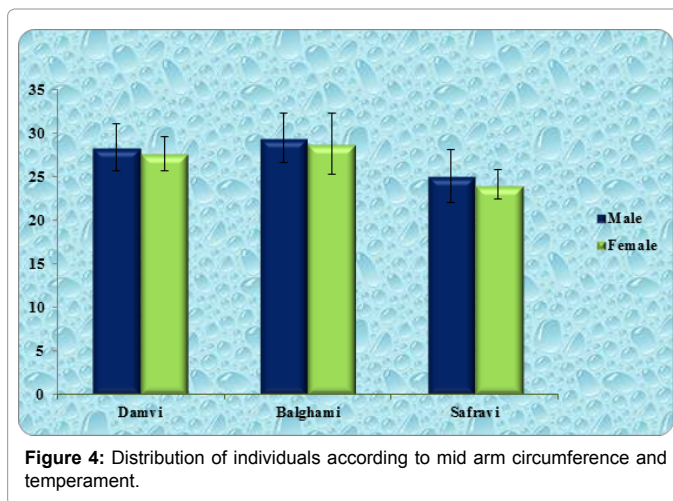 35
30
25
20
15
10
5
0
Damvi Balghami Safravi
Male
Female
Figure 4: Distribution of individuals according to mid arm circumference and
temperament.